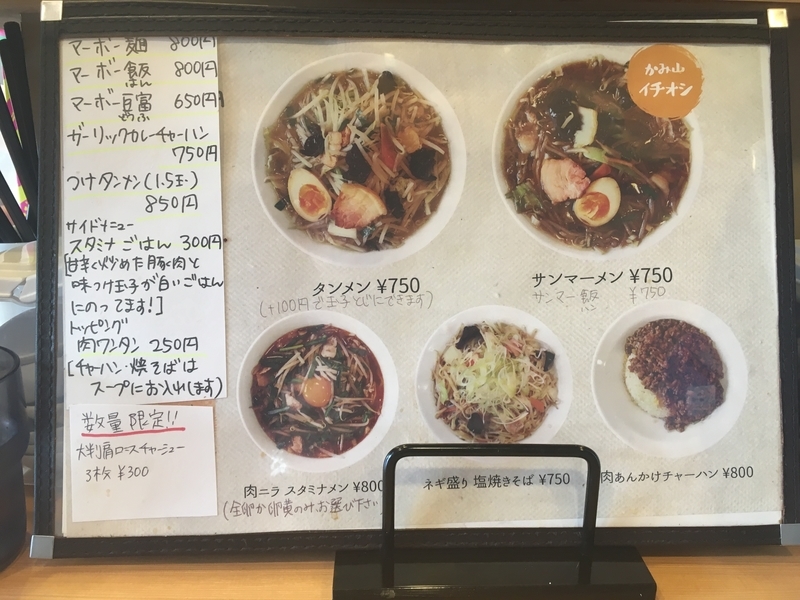 マーボー麺 800円
マーボー飯 800円
はん
マーボー豆富 650円
ガーリックカレーチャーハン
750円
つけタンメン(1.5玉)
850円
サイドメニュー
スタミナごはん 300円
[甘辛く炒めた豚肉と
味つけ玉子が白いごはん
にのってます!]
トッピング
肉ワンタン 250円
[チャーハン・焼そばは
スープにお入れします)
数量限定!!
大判肩ロースチャーシュー
3枚 ¥300
かみ山
イチオシ
タンメン ¥750
(+100円で玉子とじにできます)
サンマーメン ¥750
サンマー飯 ¥750
肉ニラ スタミナメン ¥800
(全卵か卵黄のみお選び下さ
ネギ盛り 塩焼きそば ¥750
肉あんかけチャーハン ¥800